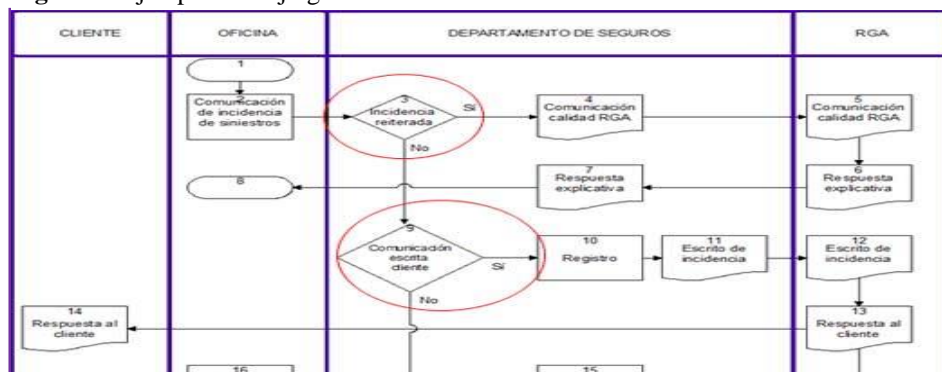 CLIENTE
OFICINA
DEPARTAMENTO DE SEGUROS
RGA
1
2
Comunicación
de incidencia
de siniestros
3
Incidencia
reiterada
Sí
No
4
Comunicación
calidad RGA
5
Comunicación
calidad RGA
6
Respuesta
explicativa
7
Respuesta
explicativa
8
9
Comunicación
escrita
cliente
Sí
No
10
Registro
11
Escrito de
incidencia
12
Escrito de
incidencia
13
Respuesta al
cliente
14
Respuesta al
cliente
16
15